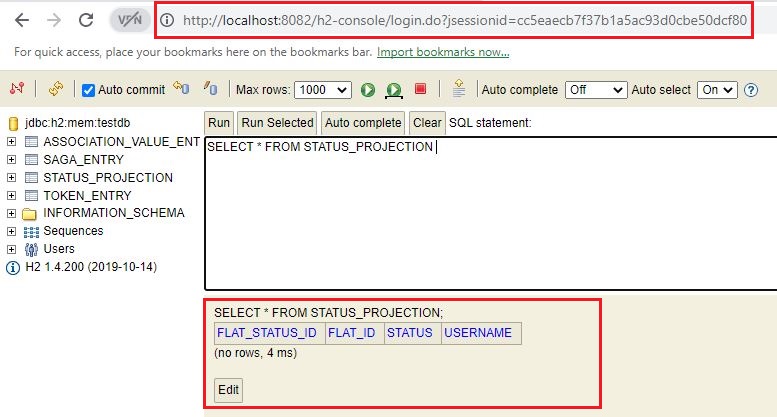 VPN
http://localhost:8082/h2-console/login.do?jsessionid=cc5eaecb7f37b1a5ac93d0cbe50dcf80
For quick access, place your bookmarks here on the bookmarks bar. Import bookmarks now...
Auto commit Max rows: 1000 Auto complete Off Auto select On
jdbc:h2:mem:testdb
ASSOCIATION_VALUE_ENT
SAGA_ENTRY
STATUS_PROJECTION
TOKEN_ENTRY
INFORMATION_SCHEMA
Sequences
Users
H2 1.4.200 (2019-10-14)
Run Run Selected Auto complete Clear SQL statement:
SELECT * FROM STATUS_PROJECTION
SELECT * FROM STATUS_PROJECTION;
FLAT_STATUS_ID FLAT_ID STATUS USERNAME
(no rows, 4 ms)
Edit